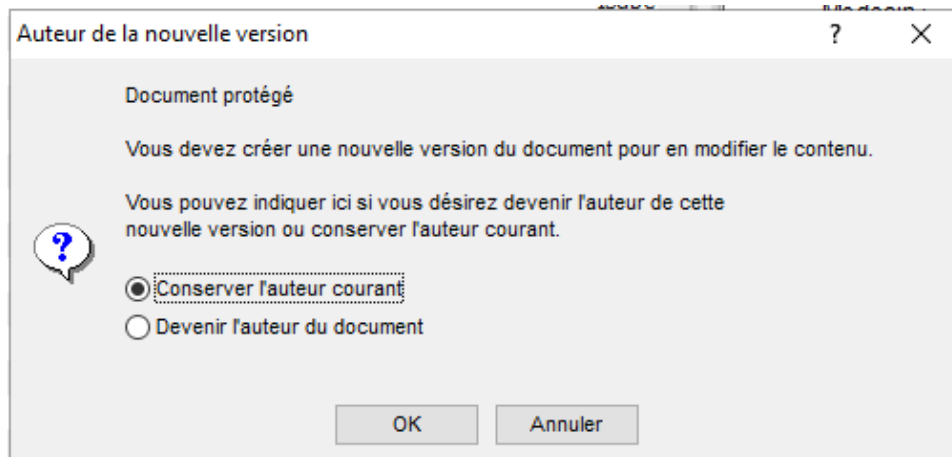 Auteur de la nouvelle version
?
Document protégé
Vous devez créer une nouvelle version du document pour en modifier le contenu.
Vous pouvez indiquer ici si vous désirez devenir l'auteur de cette
nouvelle version ou conserver l'auteur courant.
?
Conserver l'auteur courant
Devenir l'auteur du document
OK Annuler